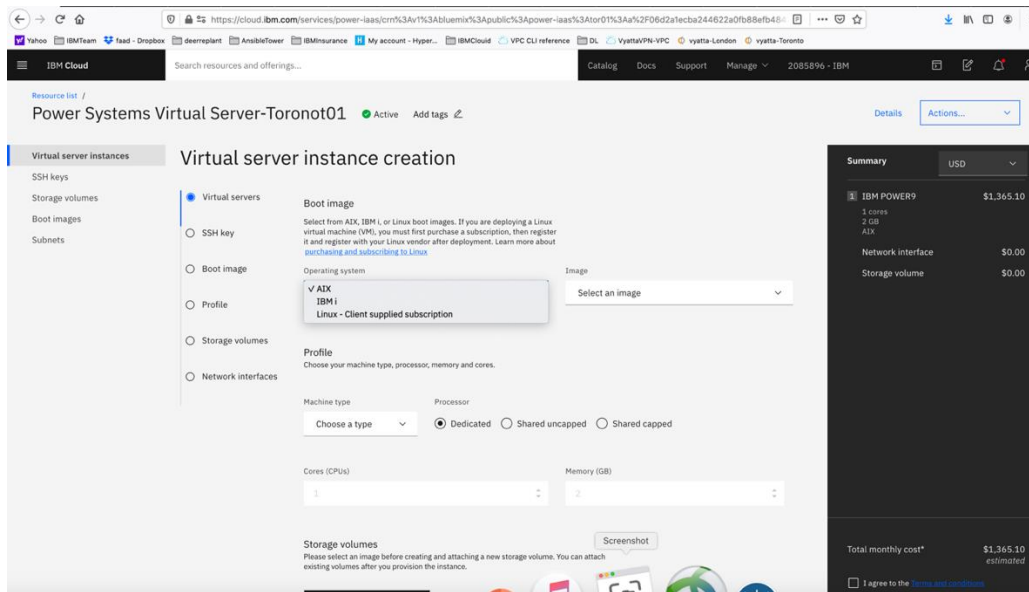 https://cloud.ibm.com/services/power-iaas/crn%3Av1%3Abluemix%3Apublic%3Apower-iaas%3Ator01%3Aa%2F06d2a1ecba244622a0fb88efb48
Yahoo IBMTeam faad - Dropbox deerreplant AnsibleTower IBMInsurance My account - Hyper... IBMClouid VPC CLI reference DL VyattaVPN-VPC vyatta-London vyatta-Toronto
IBM Cloud Search resources and offerings... Catalog Docs Support Manage 2085896 - IBM
Resource list /
Power Systems Virtual Server-Toronot01 Active Add tags Details Actions...
Virtual server instances
SSH keys
Storage volumes
Boot images
Subnets
Virtual server instance creation
Virtual servers
SSH key
Boot image
Profile
Storage volumes
Network interfaces
Boot image
Select from AIX, IBM i, or Linux boot images. If you are deploying a Linux
virtual machine (VM), you must first purchase a subscription, then register
it and register with your Linux vendor after deployment. Learn more about
purchasing and subscribing to Linux
Operating system
✓ AIX
IBM i
Linux - Client supplied subscription
Image
Select an image
Profile
Choose your machine type, processor, memory and cores.
Machine type
Choose a type
Processor
Dedicated Shared uncapped Shared capped
Cores (CPUs)
1
Memory (GB)
2
Storage volumes
Please select an image before creating and attaching a new storage volume. You can attach
existing volumes after you provision the instance.
Screenshot
Summary USD
1 IBM POWER9 $1,365.10
1 cores
2 GB
AIX
Network interface $0.00
Storage volume $0.00
Total monthly cost* $1,365.10
estimated
I agree to the Terms and conditions